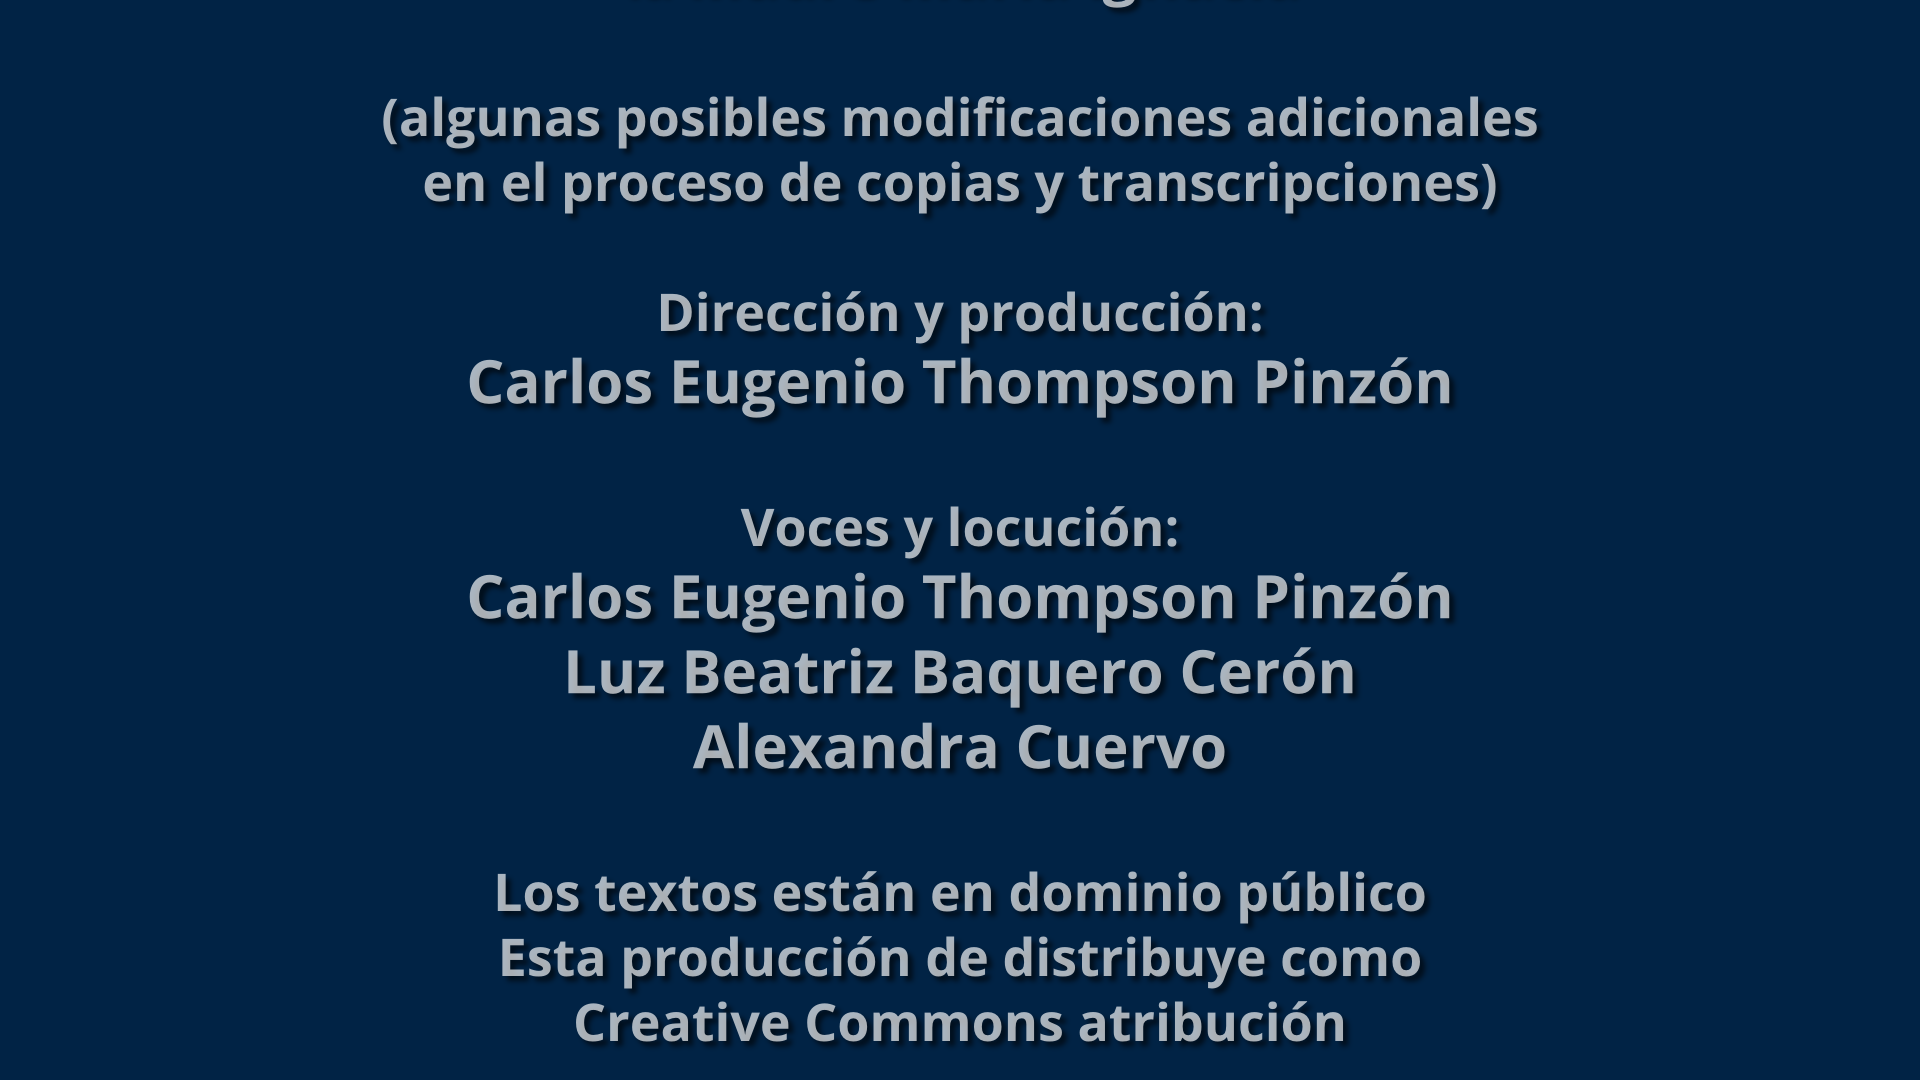 (algunas posibles modificaciones adicionales
en el proceso de copias y transcripciones)
Dirección y producción:
Carlos Eugenio Thompson Pinzón
Voces y locución:
Carlos Eugenio Thompson Pinzón
Luz Beatriz Baquero Cerón
Alexandra Cuervo
Los textos están en dominio público
Esta producción de distribuye como
Creative Commons atribución